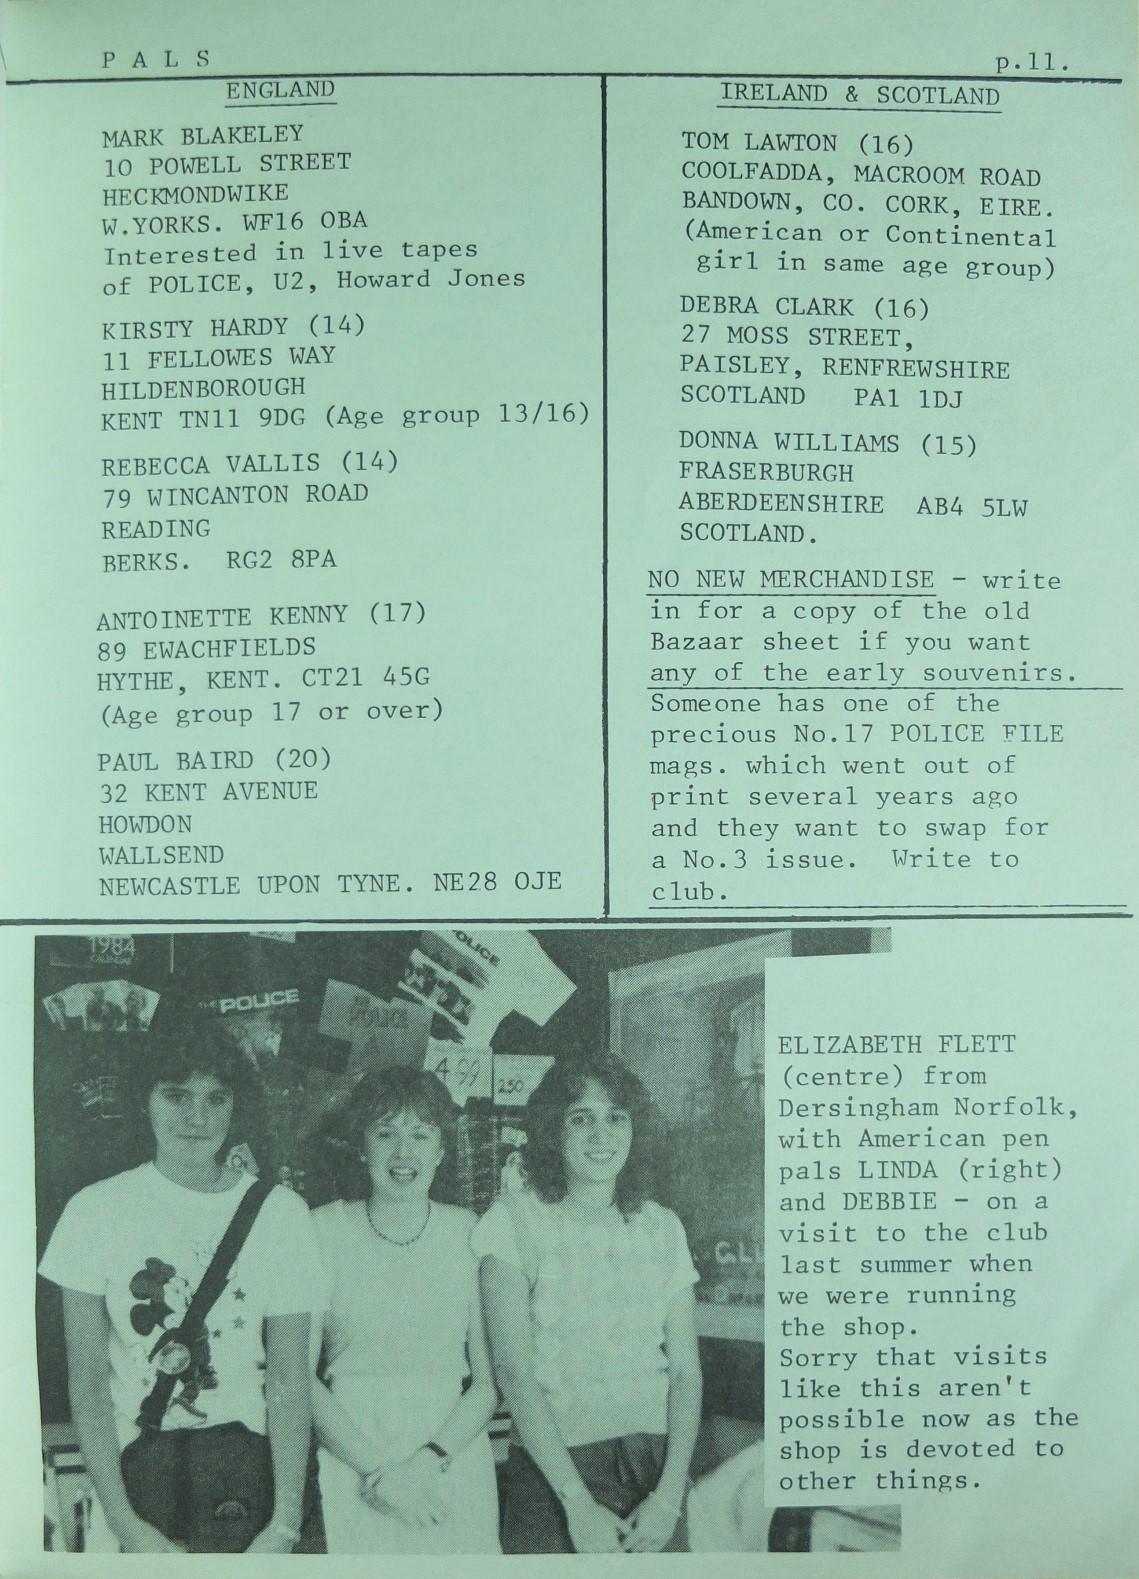 P A L S
p.11.
ENGLAND
MARK BLAKELEY
10 POWELL STREET
HECKMONDWIKE
W.YORKS. WF16 0BA
Interested in live tapes
of POLICE, U2, Howard Jones
KIRSTY HARDY (14)
11 FELLOWES WAY
HILDENBOROUGH
KENT TN11 9DG (Age group 13/16)
REBECCA VALLIS (14)
79 WINCANTON ROAD
READING
BERKS. RG2 8PA
ANTOINETTE KENNY (17)
89 EWACHFIELDS
HYTHE, KENT. CT21 45G
(Age group 17 or over)
PAUL BAIRD (20)
32 KENT AVENUE
HOWDON
WALLSEND
NEWCASTLE UPON TYNE. NE28 0JE
IRELAND & SCOTLAND
TOM LAWTON (16)
COOLFADDA, MACROOM ROAD
BANDOWN, CO. CORK, EIRE.
(American or Continental
girl in same age group)
DEBRA CLARK (16)
27 MOSS STREET,
PAISLEY, RENFREWSHIRE
SCOTLAND PA1 1DJ
DONNA WILLIAMS (15)
FRASERBURGH
ABERDEENSHIRE AB4 5LW
SCOTLAND.
NO NEW MERCHANDISE - write
in for a copy of the old
Bazaar sheet if you want
any of the early souvenirs.
Someone has one of the
precious No.17 POLICE FILE
mags. which went out of
print several years ago
and they want to swap for
a No.3 issue. Write to
club.
1984
CALENDAR
THE POLICE
POLICE
POLICE
4.99
250
ELIZABETH FLETT
(centre) from
Dersingham Norfolk,
with American pen
pals LINDA (right)
and DEBBIE - on a
visit to the club
last summer when
we were running
the shop.
Sorry that visits
like this aren't
possible now as the
shop is devoted to
other things.